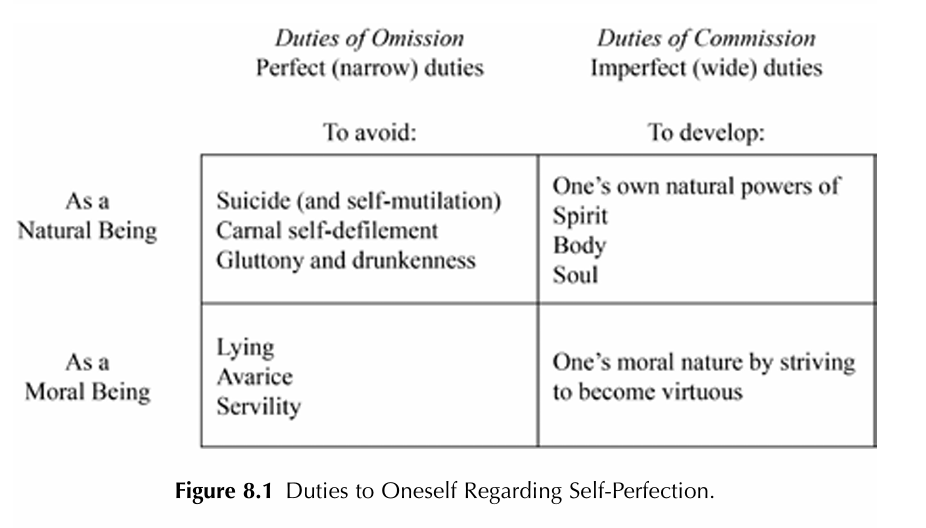 Duties of Omission
Perfect (narrow) duties
Duties of Commission
Imperfect (wide) duties
To avoid:
To develop:
As a
Natural Being
Suicide (and self-mutilation)
Carnal self-defilement
Gluttony and drunkenness
One's own natural powers of
Spirit
Body
Soul
As a
Moral Being
Lying
Avarice
Servility
One's moral nature by striving
to become virtuous
Figure 8.1 Duties to Oneself Regarding Self-Perfection.